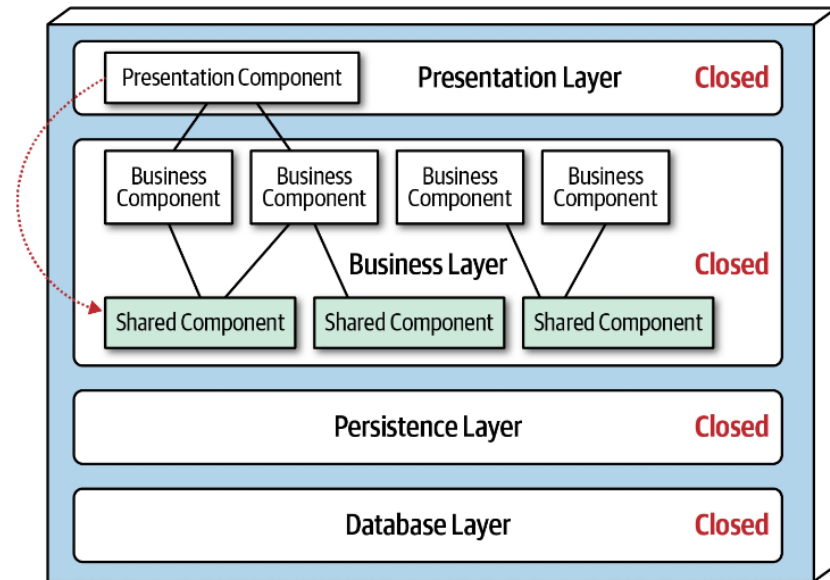 Presentation Component
Presentation Layer
Closed
Business
Component
Business
Component
Business
Component
Business
Component
Business Layer
Closed
Shared Component
Shared Component
Shared Component
Persistence Layer
Closed
Database Layer
Closed